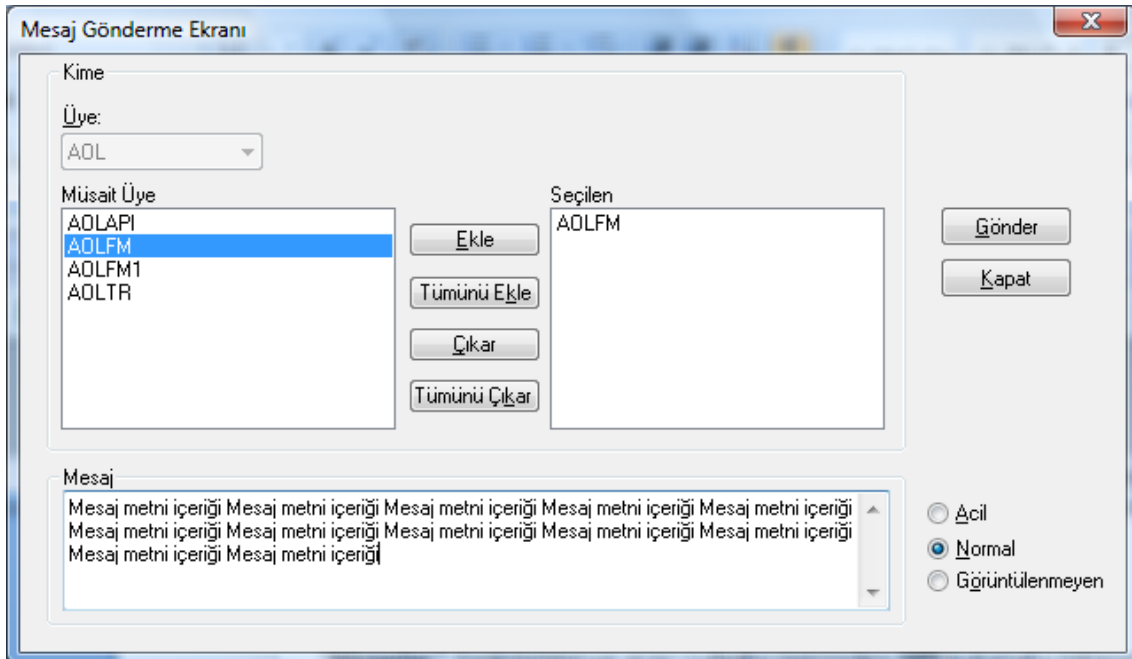 Mesaj Gönderme Ekranı
Kime
Üye:
AOL
Müsait Üye
AOLAPI
AOLFM
AOLFM1
AOLTR
Ekle
Tümünü Ekle
Çıkar
Tümünü Çıkar
Seçilen
AOLFM
Gönder
Kapat
Mesaj
Mesaj metni içeriği Mesaj metni içeriği Mesaj metni içeriği Mesaj metni içeriği Mesaj metni içeriği
Mesaj metni içeriği Mesaj metni içeriği Mesaj metni içeriği Mesaj metni içeriği Mesaj metni içeriği
Mesaj metni içeriği Mesaj metni içeriği
Acil
Normal
Görüntülenmeyen